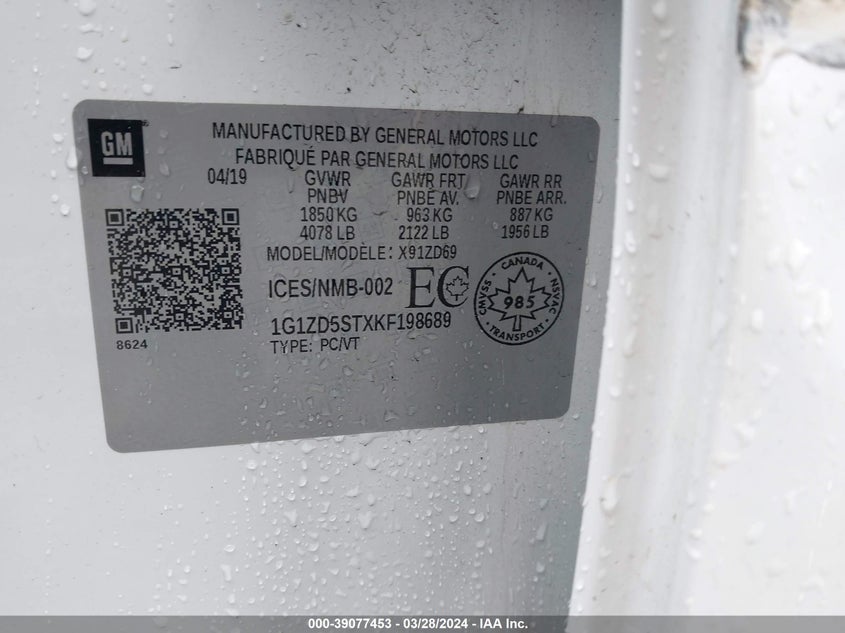 GM
MANUFACTURED BY GENERAL MOTORS LLC
FABRIQUÉ PAR GENERAL MOTORS LLC
04/19 GVWR GAWR FRT GAWR RR
PNBV PNBE AV. PNBE ARR.
1850 KG 963 KG 887 KG
4078 LB 2122 LB 1956 LB
MODEL/MODÈLE: X91ZD69
ICES/NMB-002 EC
CANADA
CMVSS 985 NSVAC
TRANSPORT
1G1ZD5STXKF198689
8624 TYPE: PC/VT
000-39077453 - 03/28/2024 - IAA Inc.